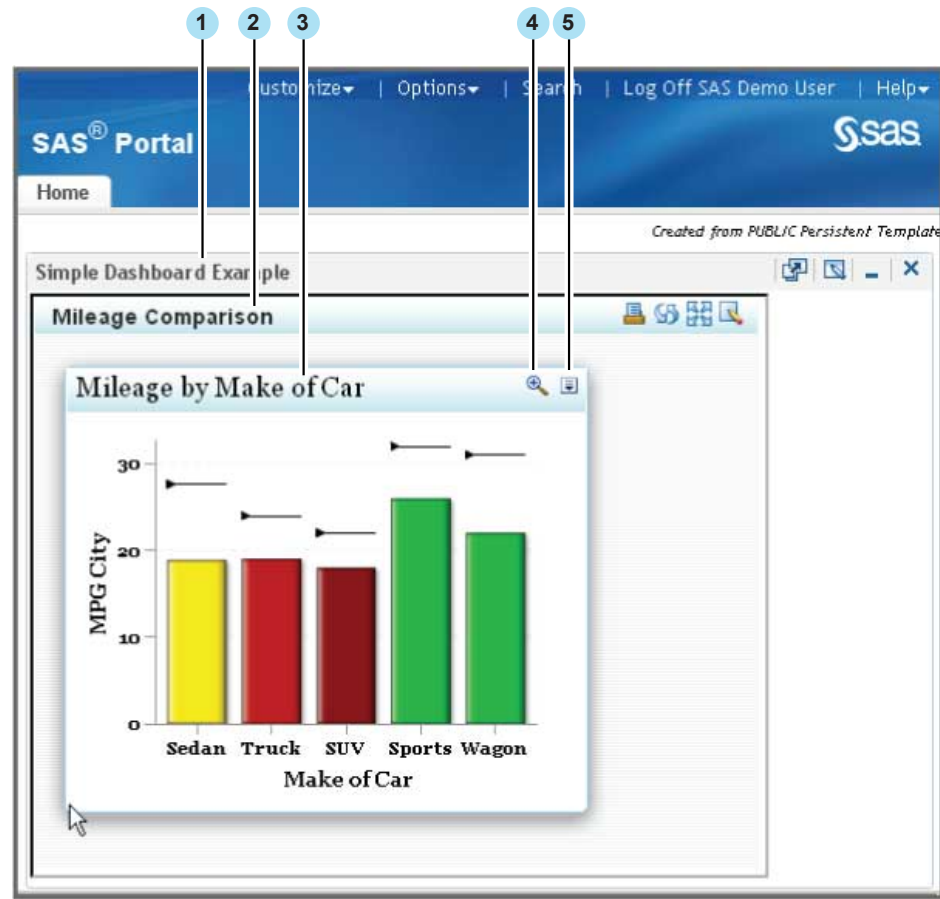 1 2 3 4 5
Customize | Options | Search | Log Off SAS Demo User | Help
SAS® Portal
sas
Home
Created from PUBLIC Persistent Template
Simple Dashboard Example
Mileage Comparison
Mileage by Make of Car
30
20
10
0
MPG City
Sedan Truck SUV Sports Wagon
Make of Car